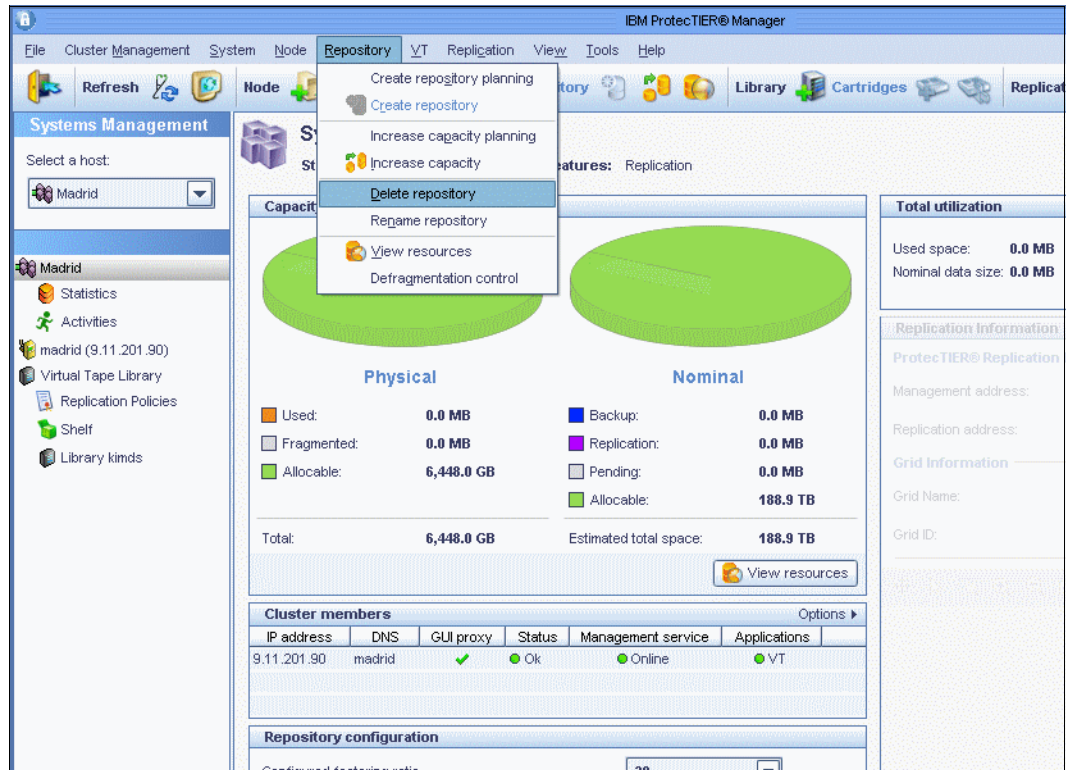 IBM ProtecTIER® Manager
File Cluster Management System Node Repository VT Replication View Tools Help
Refresh Node tory Library Cartridges Replicat
Create repository planning
Create repository
Increase capacity planning
Increase capacity
Delete repository
Rename repository
View resources
Defragmentation control
Systems Management
Select a host:
Madrid
Madrid
Statistics
Activities
madrid (9.11.201.90)
Virtual Tape Library
Replication Policies
Shelf
Library kimds
Sy
St
eatures: Replication
Capacit
Physical
Used: 0.0 MB
Fragmented: 0.0 MB
Allocable: 6,448.0 GB
Total: 6,448.0 GB
Nominal
Backup: 0.0 MB
Replication: 0.0 MB
Pending: 0.0 MB
Allocable: 188.9 TB
Estimated total space: 188.9 TB
View resources
Total utilization
Used space: 0.0 MB
Nominal data size: 0.0 MB
Replication Information
ProtecTIER® Replication
Management address:
Replication address:
Grid Information
Grid Name:
Grid ID:
Cluster members Options
IP address DNS GUI proxy Status Management service Applications
9.11.201.90 madrid Ok Online VT
Repository configuration